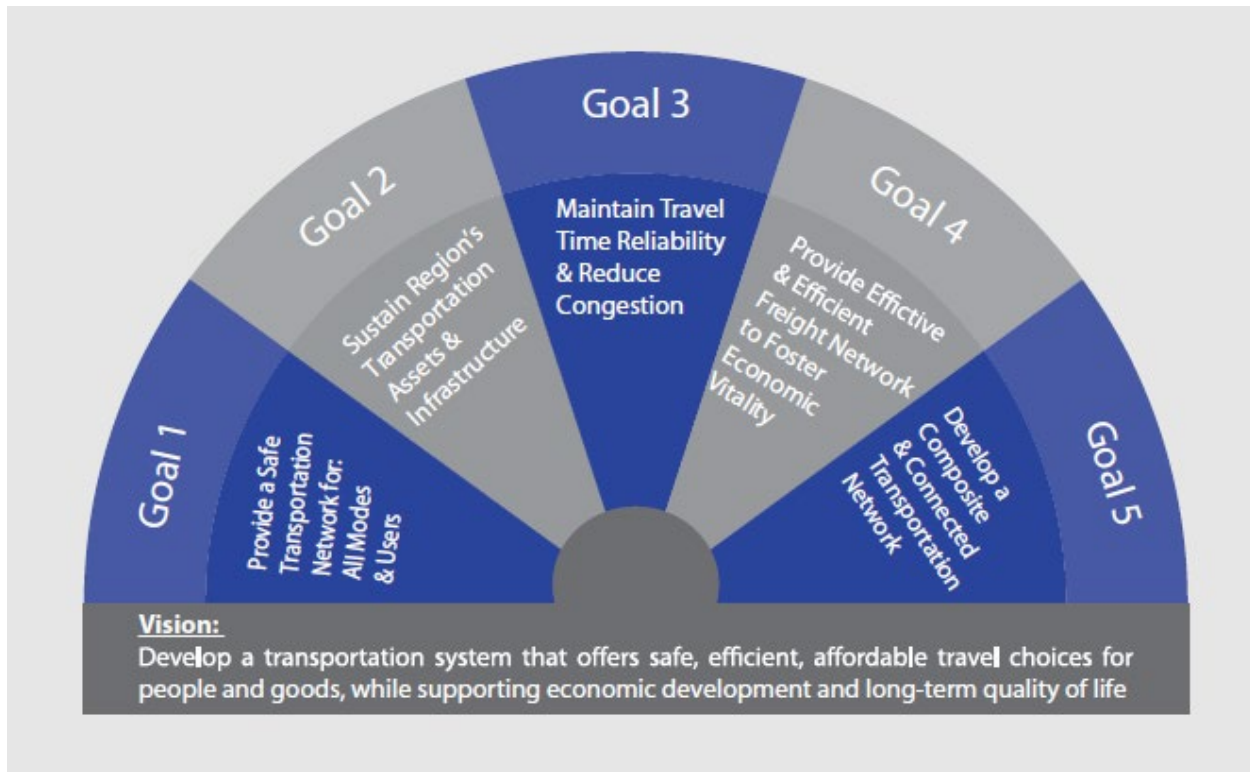 Goal 1
Provide a Safe
Transportation
Network for:
All Modes
& Users
Goal 2
Sustain Region's
Transportation
Assets &
Infrastructure
Goal 3
Maintain Travel
Time Reliability
& Reduce
Congestion
Goal 4
Provide Effictive
& Efficient
Freight Network
to Foster
Economic
Vitality
Goal 5
Develop a
Composite
& Connected
Transportation
Network
Vision:
Develop a transportation system that offers safe, efficient, affordable travel choices for
people and goods, while supporting economic development and long-term quality of life